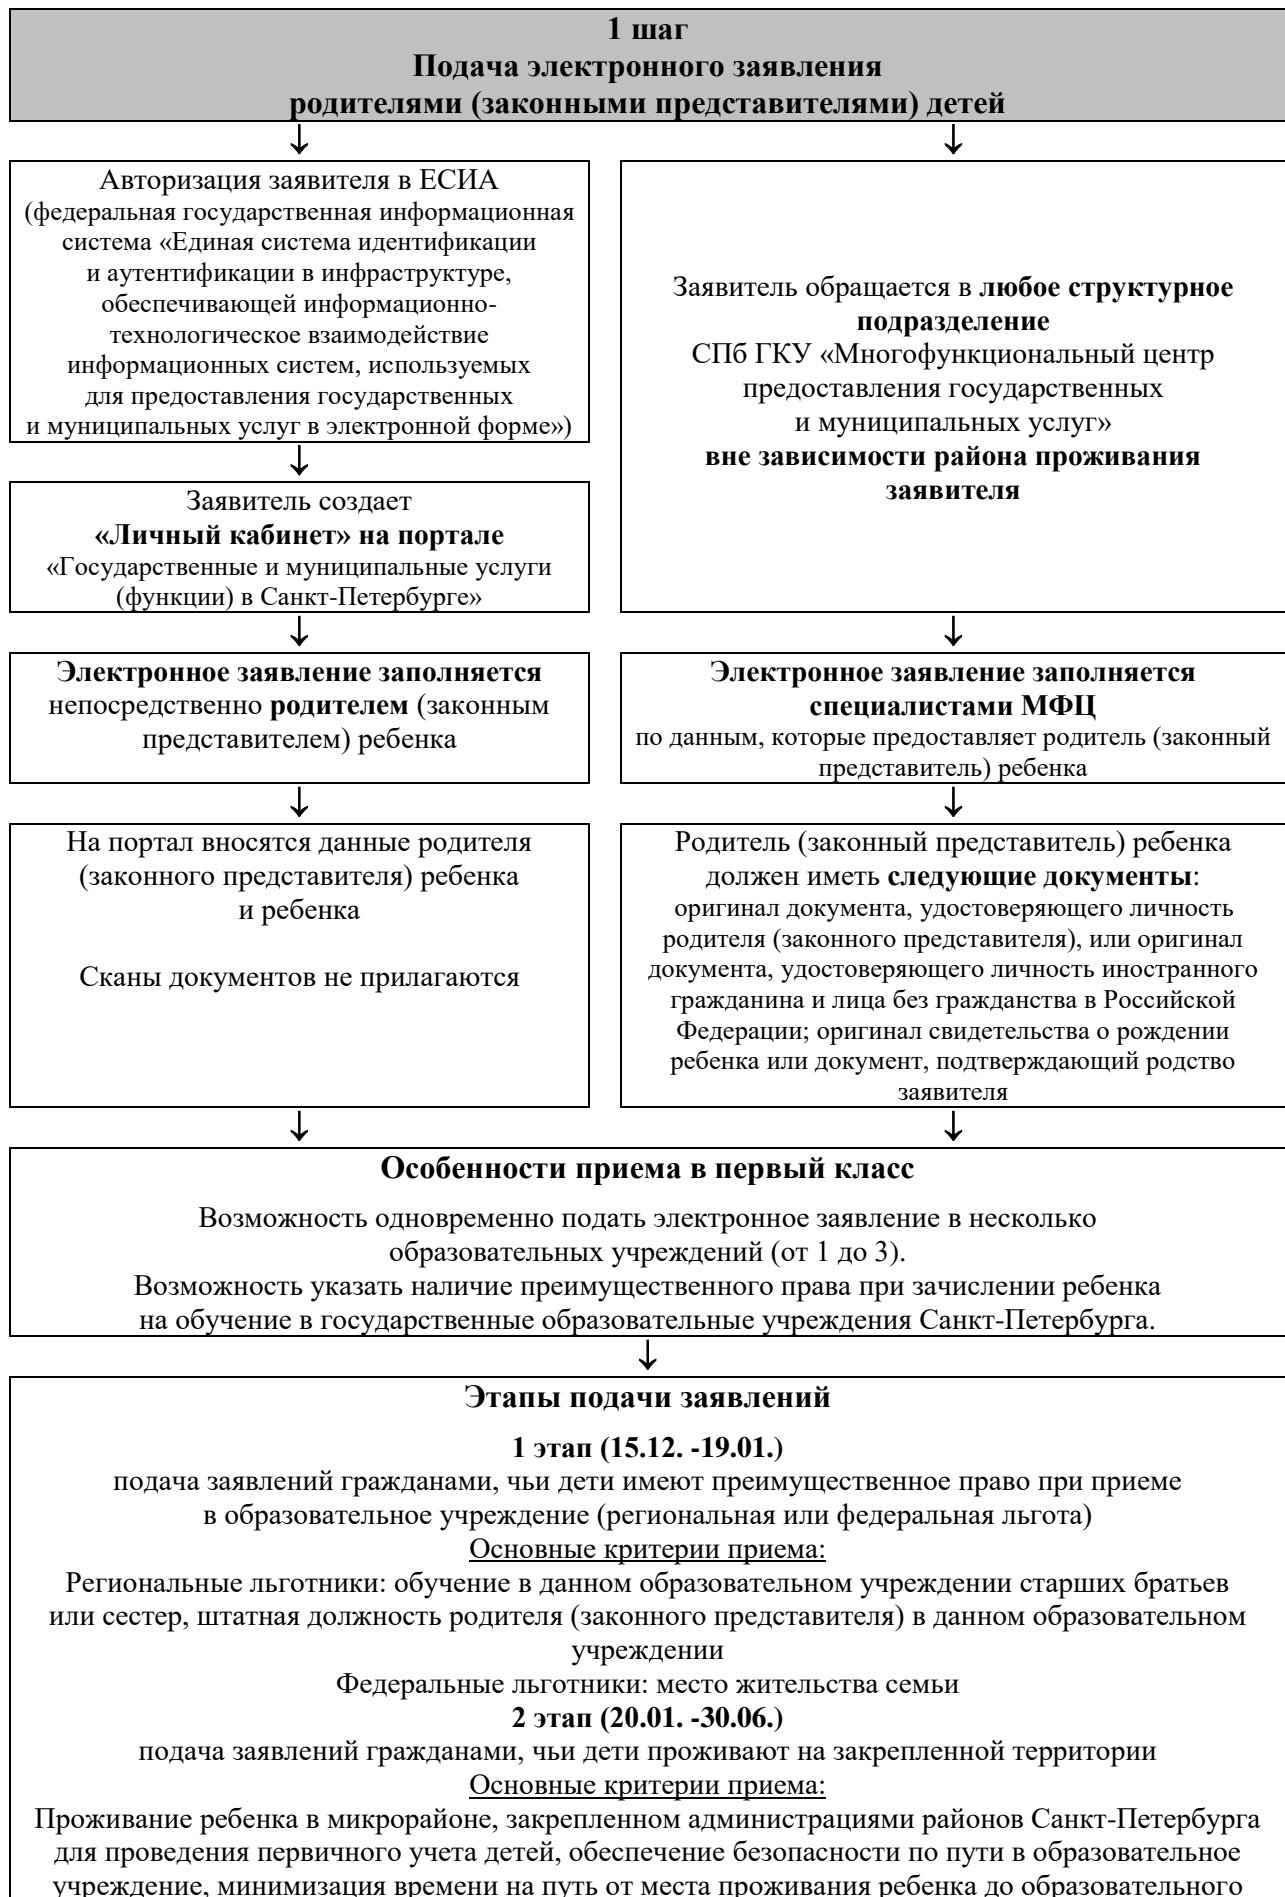 1 шаг
Подача электронного заявления
родителями (законными представителями) детей
Авторизация заявителя в ЕСИА
(федеральная государственная информационная
система «Единая система идентификации
и аутентификации в инфраструктуре,
обеспечивающей информационно-
технологическое взаимодействие
информационных систем, используемых
для предоставления государственных
и муниципальных услуг в электронной форме»)
Заявитель создает
«Личный кабинет» на портале
«Государственные и муниципальные услуги
(функции) в Санкт-Петербурге»
Заявитель обращается в любое структурное
подразделение
СПб ГКУ «Многофункциональный центр
предоставления государственных
и муниципальных услуг»
вне зависимости района проживания
заявителя
Электронное заявление заполняется
непосредственно родителем (законным
представителем) ребенка
Электронное заявление заполняется
специалистами МФЦ
по данным, которые предоставляет родитель (законный
представитель) ребенка
На портал вносятся данные родителя
(законного представителя) ребенка
и ребенка
Сканы документов не прилагаются
Родитель (законный представитель) ребенка
должен иметь следующие документы:
оригинал документа, удостоверяющего личность
родителя (законного представителя), или оригинал
документа, удостоверяющего личность иностранного
гражданина и лица без гражданства в Российской
Федерации; оригинал свидетельства о рождении
ребенка или документ, подтверждающий родство
заявителя
Особенности приема в первый класс
Возможность одновременно подать электронное заявление в несколько
образовательных учреждений (от 1 до 3).
Возможность указать наличие преимущественного права при зачислении ребенка
на обучение в государственные образовательные учреждения Санкт-Петербурга.
Этапы подачи заявлений
1 этап (15.12. -19.01.)
подача заявлений гражданами, чьи дети имеют преимущественное право при приеме
в образовательное учреждение (региональная или федеральная льгота)
Основные критерии приема:
Региональные льготники: обучение в данном образовательном учреждении старших братьев
или сестер, штатная должность родителя (законного представителя) в данном образовательном
учреждении
Федеральные льготники: место жительства семьи
2 этап (20.01. -30.06.)
подача заявлений гражданами, чьи дети проживают на закрепленной территории
Основные критерии приема:
Проживание ребенка в микрорайоне, закрепленном администрациями районов Санкт-Петербурга
для проведения первичного учета детей, обеспечение безопасности по пути в образовательное
учреждение, минимизация времени на путь от места проживания ребенка до образовательного